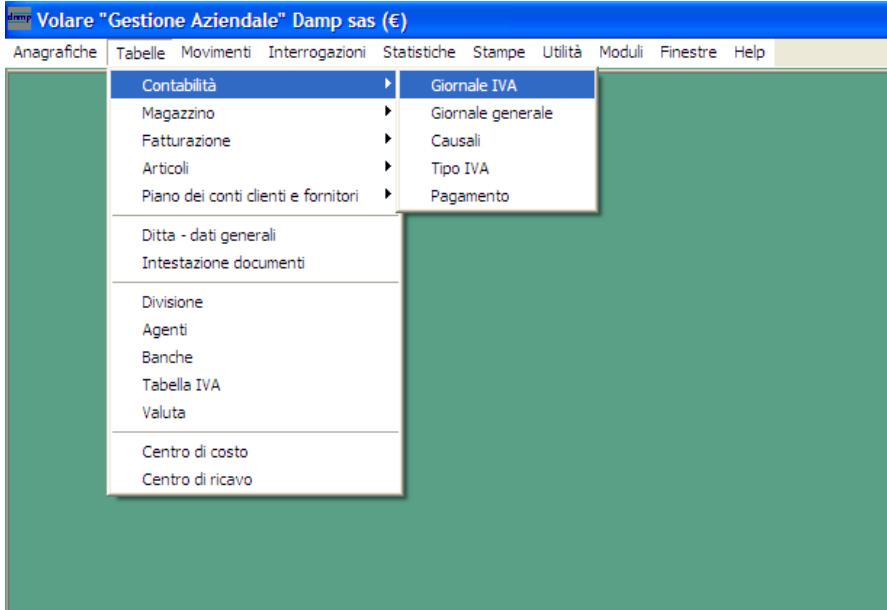 damp Volare "Gestione Aziendale" Damp sas (€)
Anagrafiche Tabelle Movimenti Interrogazioni Statistiche Stampe Utilità Moduli Finestre Help
Contabilità
Magazzino
Fatturazione
Articoli
Piano dei conti clienti e fornitori
Ditta - dati generali
Intestazione documenti
Divisione
Agenti
Banche
Tabella IVA
Valuta
Centro di costo
Centro di ricavo
Giornale IVA
Giornale generale
Causali
Tipo IVA
Pagamento